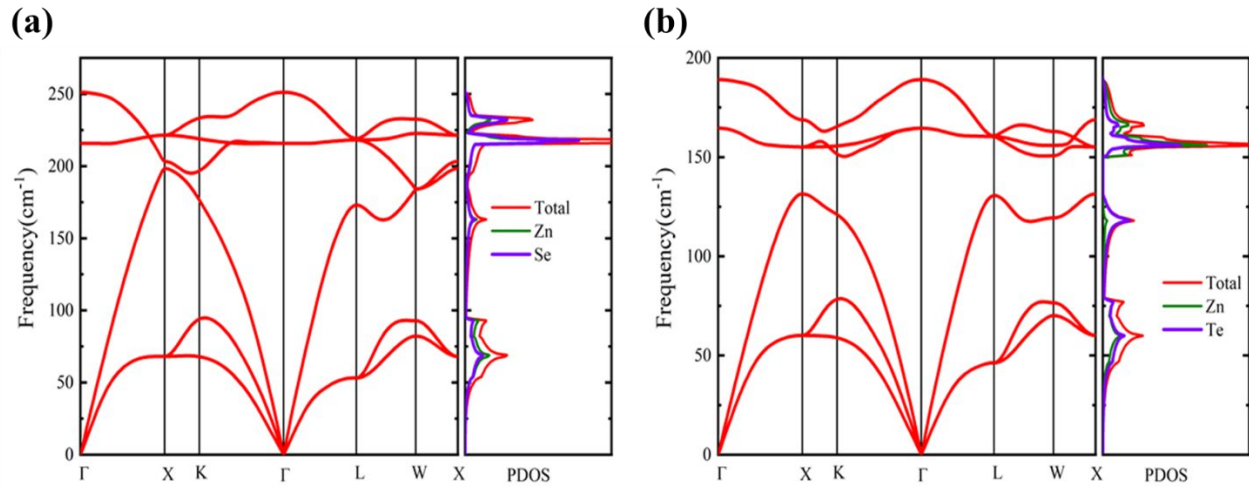 (a)
Frequency(cm⁻¹)
250
200
150
100
50
0
Γ X K Γ L W X PDOS
Total
Zn
Se
(b)
Frequency(cm⁻¹)
200
150
100
50
0
Γ X K Γ L W X PDOS
Total
Zn
Te